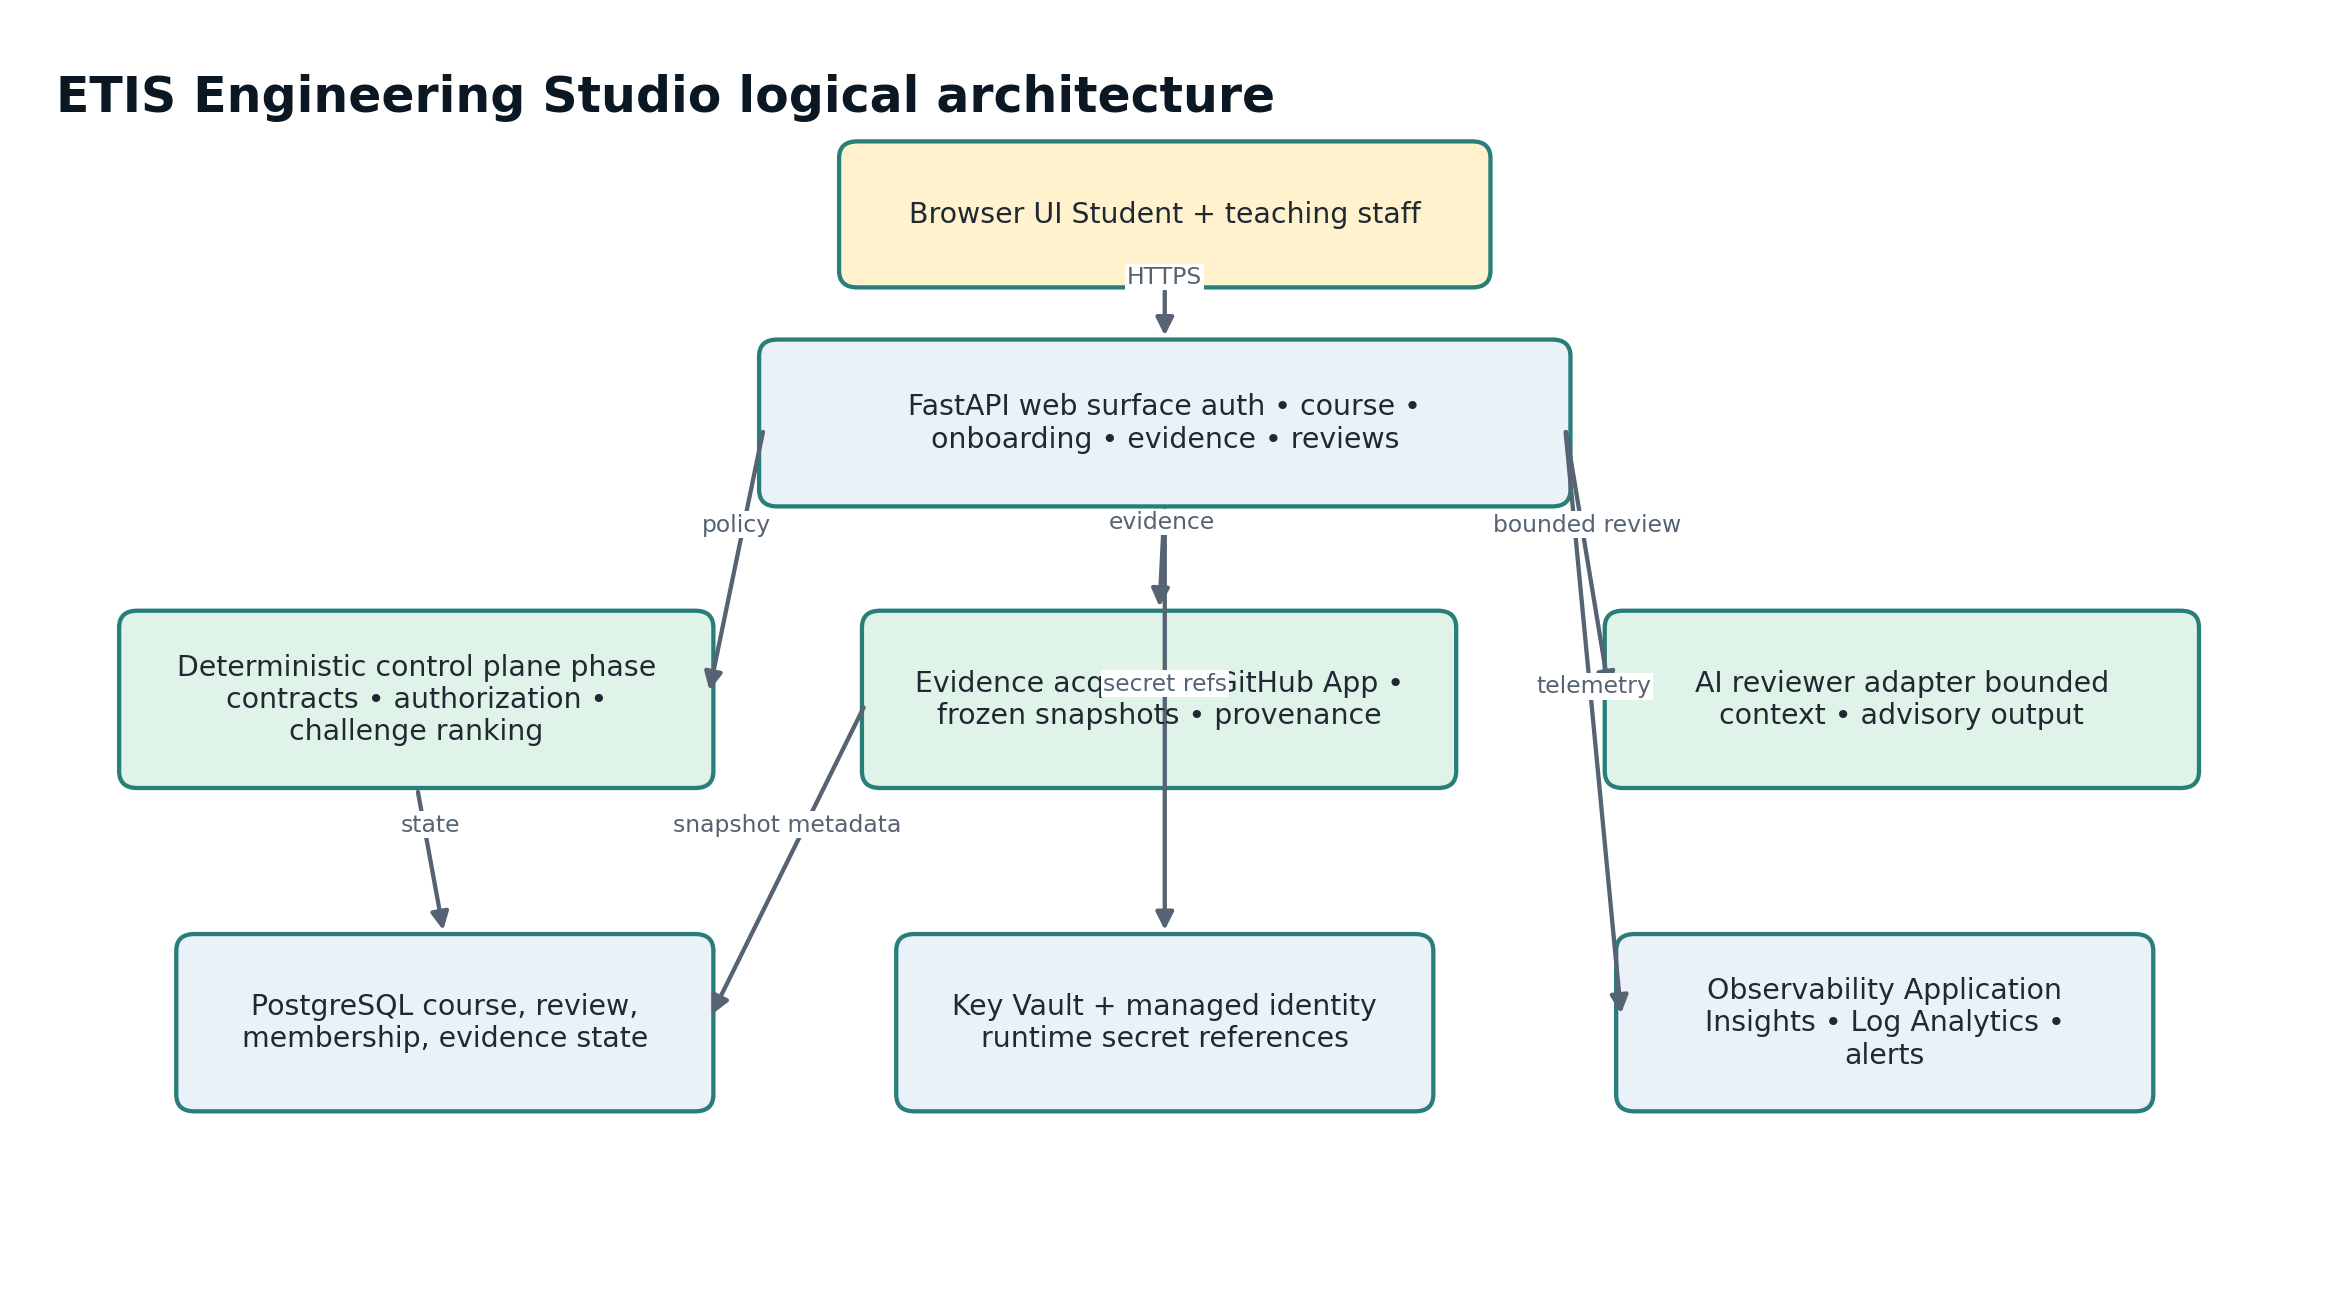 ETIS Engineering Studio logical architecture
Browser UI Student + teaching staff
HTTPS
FastAPI web surface auth • course •
onboarding • evidence • reviews
policy
evidence
bounded review
Deterministic control plane phase
contracts • authorization •
challenge ranking
Evidence GitHub App •
frozen snapshots • provenance
secret refs
telemetry
AI reviewer adapter bounded
context • advisory output
state
snapshot metadata
PostgreSQL course, review,
membership, evidence state
Key Vault + managed identity
runtime secret references
Observability Application
Insights • Log Analytics •
alerts